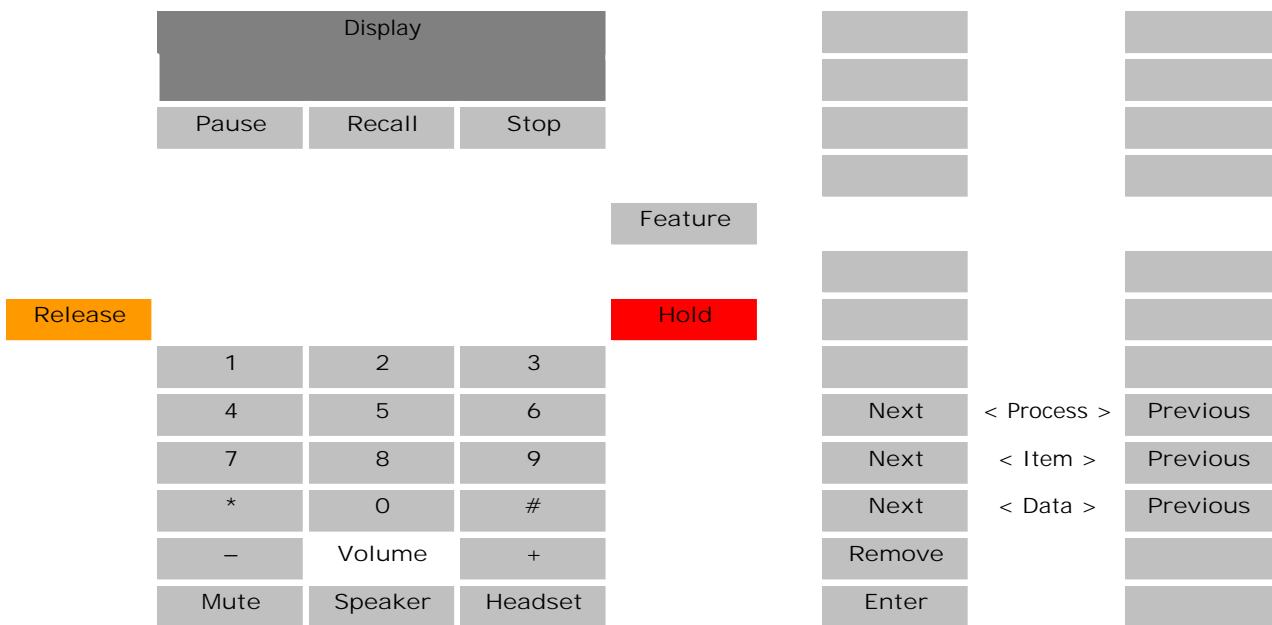 Display
Pause Recall Stop
Feature
Release Hold
1 2 3
4 5 6 Next < Process > Previous
7 8 9 Next < Item > Previous
* 0 # Next < Data > Previous
– Volume + Remove
Mute Speaker Headset Enter